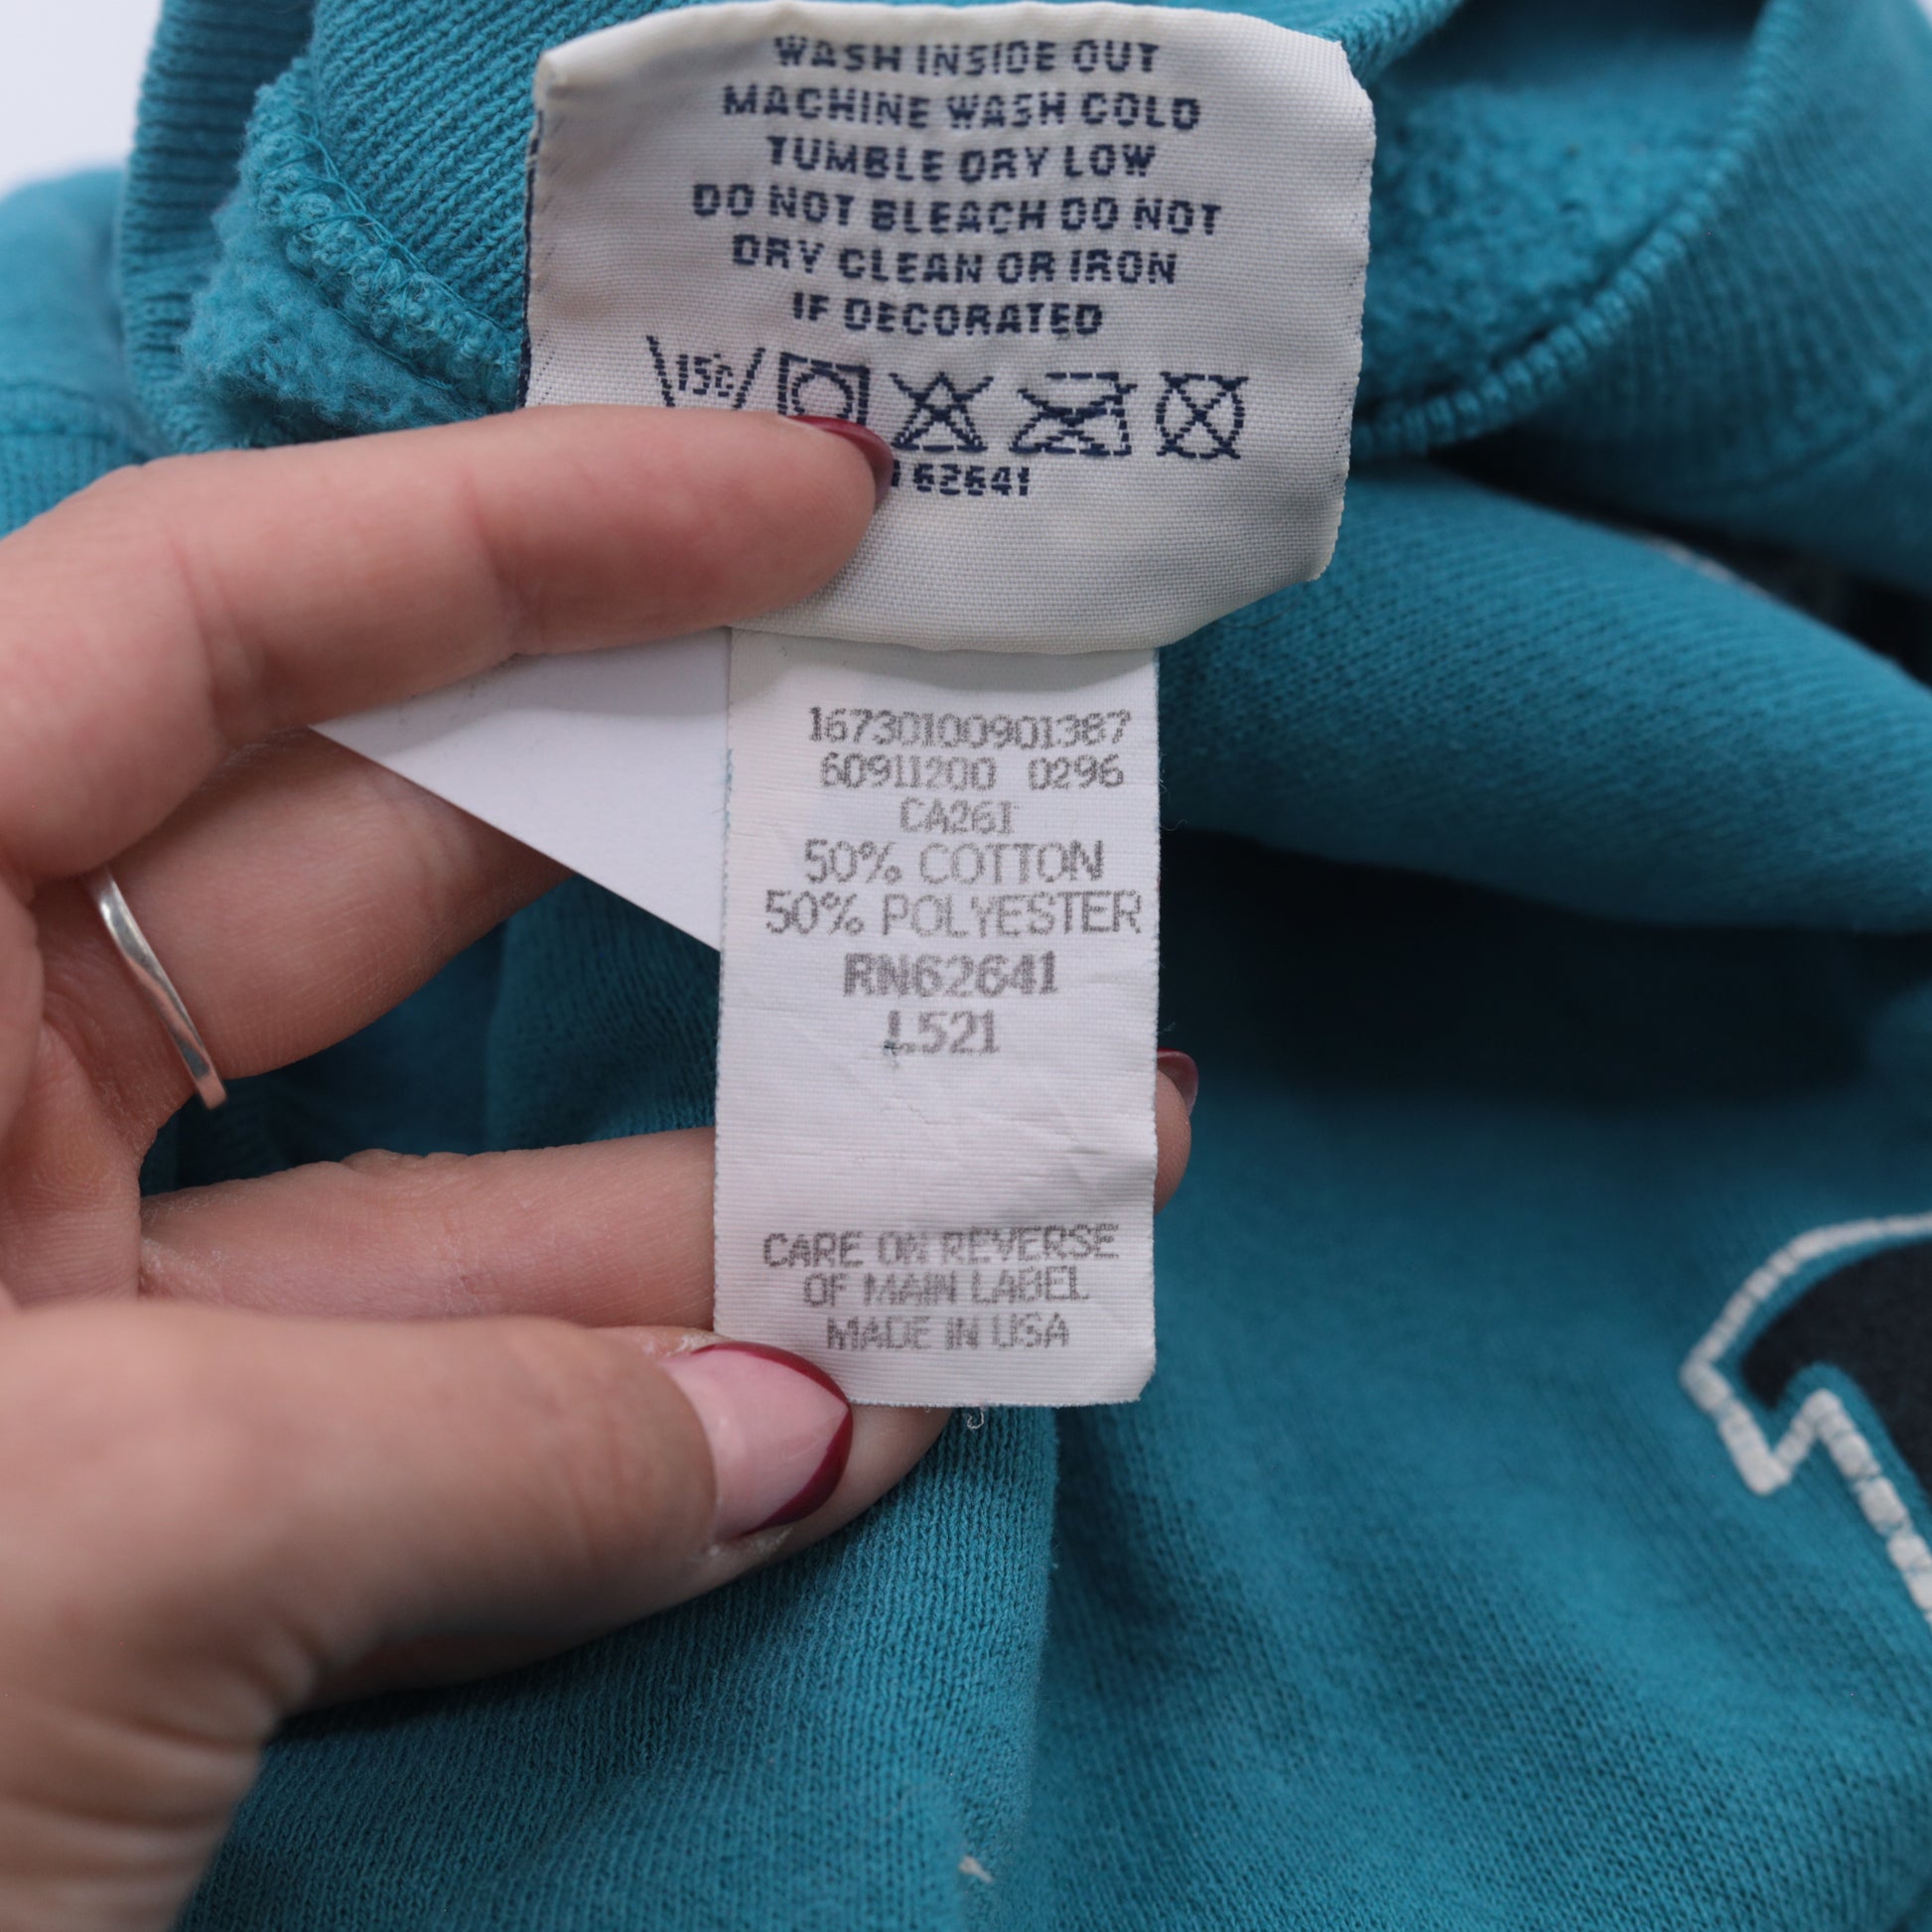 WASH INSIDE OUT
MACHINE WASH COLD
TUMBLE DRY LOW
DO NOT BLEACH DO NOT
DRY CLEAN OR IRON
IF DECORATED
62641
16730100901387
60911200 0296
CA261
50% COTTON
50% POLYESTER
RN62641
L521
CARE ON REVERSE
OF MAIN LABEL
MADE IN USA